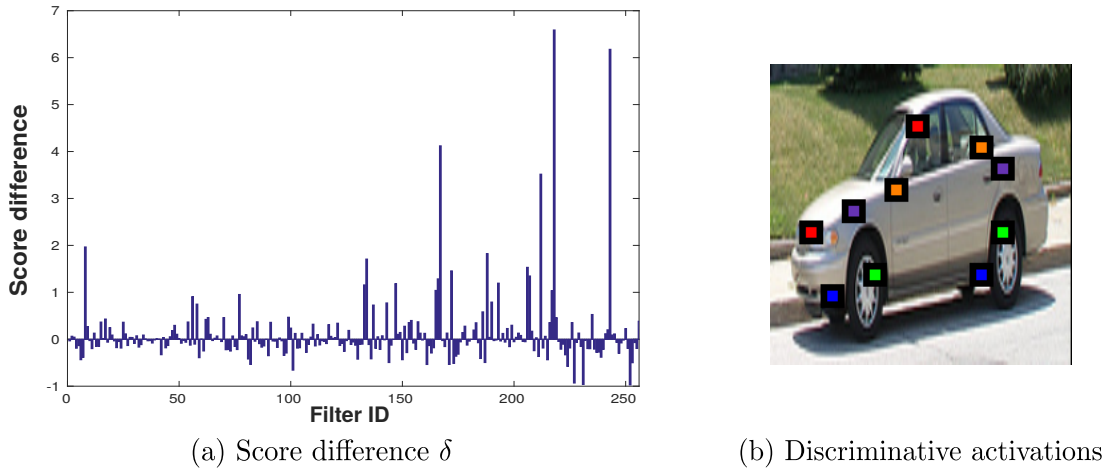 7
6
5
4
3
2
1
0
-1
0 50 100 150 200 250
Score difference
Filter ID
(a) Score difference δ
(b) Discriminative activations